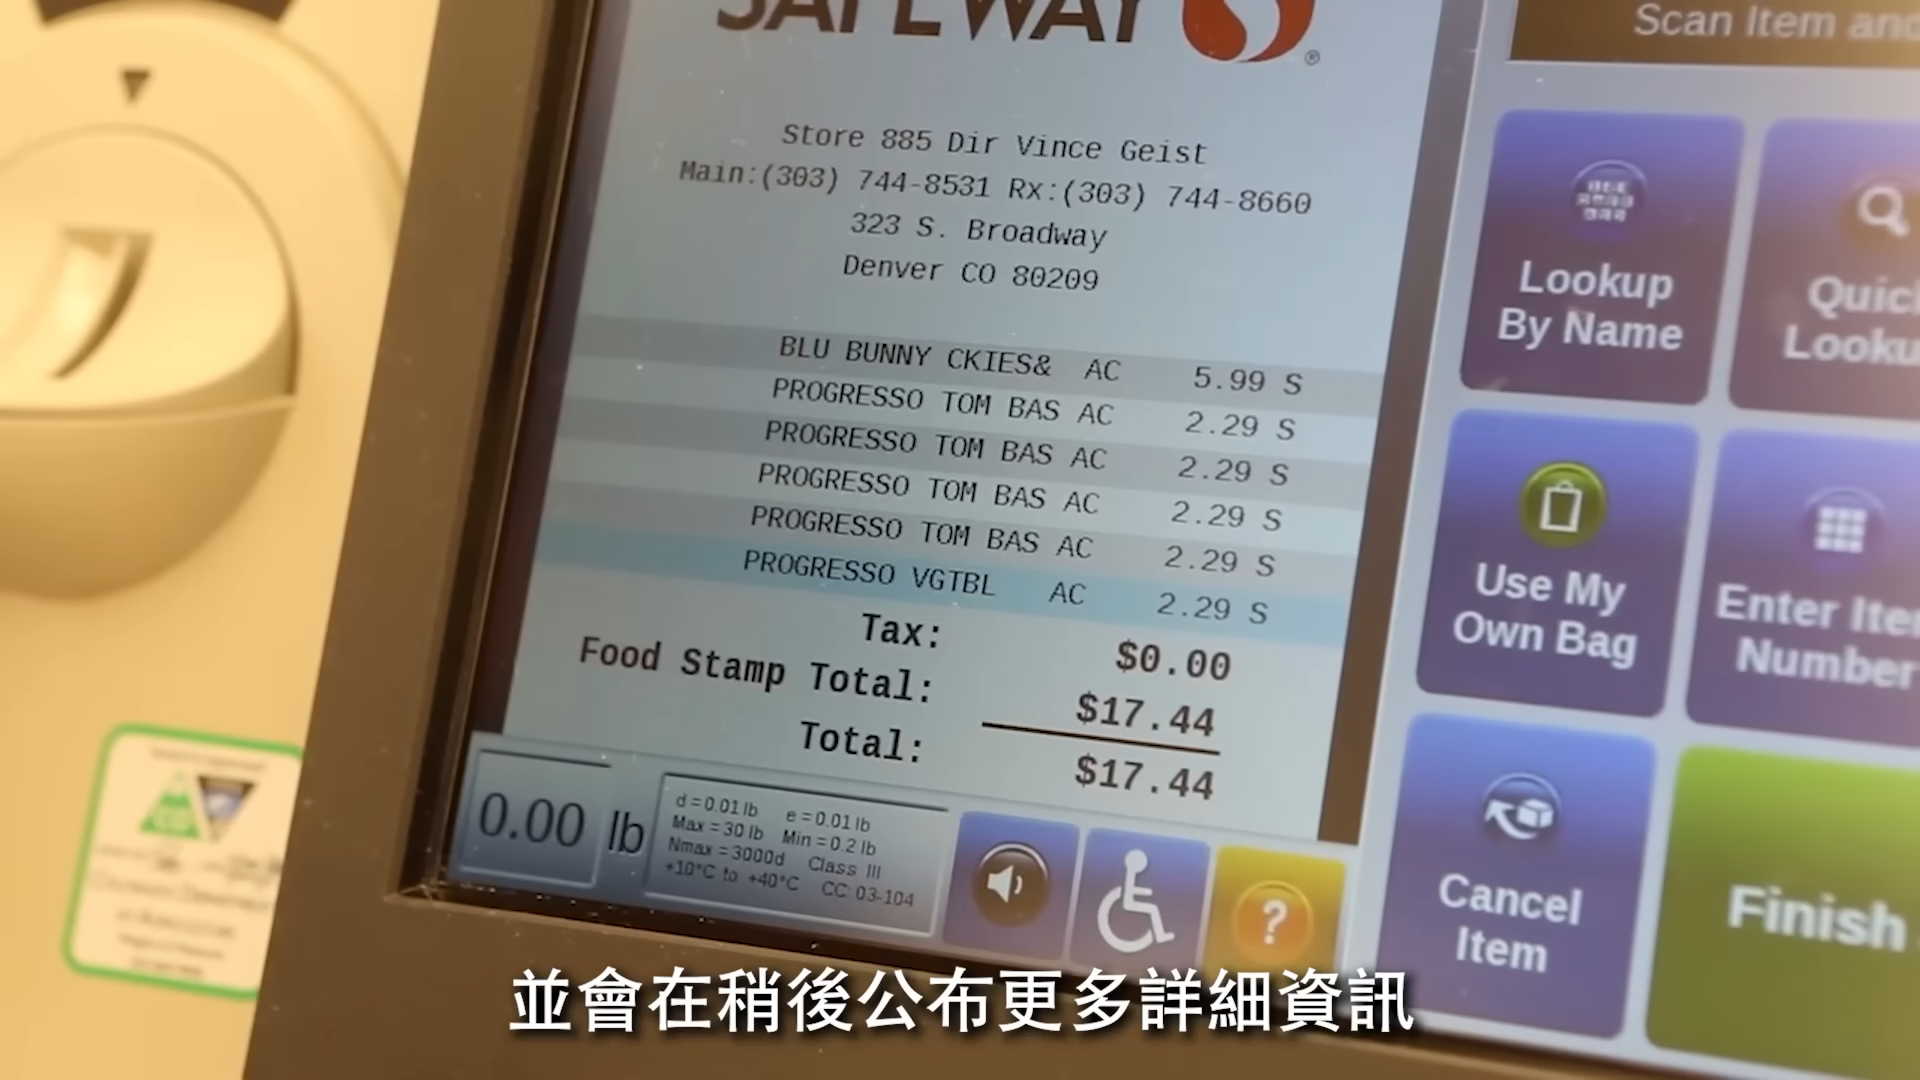 SAFEWAY
®
Store 885 Dir Vince Geist
Main:(303) 744-8531 Rx:(303) 744-8660
323 S. Broadway
Denver CO 80209
BLU BUNNY CKIES& AC 5.99 S
PROGRESSO TOM BAS AC 2.29 S
PROGRESSO TOM BAS AC 2.29 S
PROGRESSO TOM BAS AC 2.29 S
PROGRESSO TOM BAS AC 2.29 S
PROGRESSO VGTBL AC 2.29 S
Tax: $0.00
Food Stamp Total: $17.44
Total: $17.44
0.00 lb
d=0.01 lb e=0.01 lb
Max=30 lb Min=0.2 lb
Nmax=3000d Class III
+10°C to +40°C CC: 03-104
?
Scan Item and
Lookup
By Name
Quick
Looku
Use My
Own Bag
Enter Ite
Number
Cancel
Item
Finish
並會在稍後公布更多詳細資訊